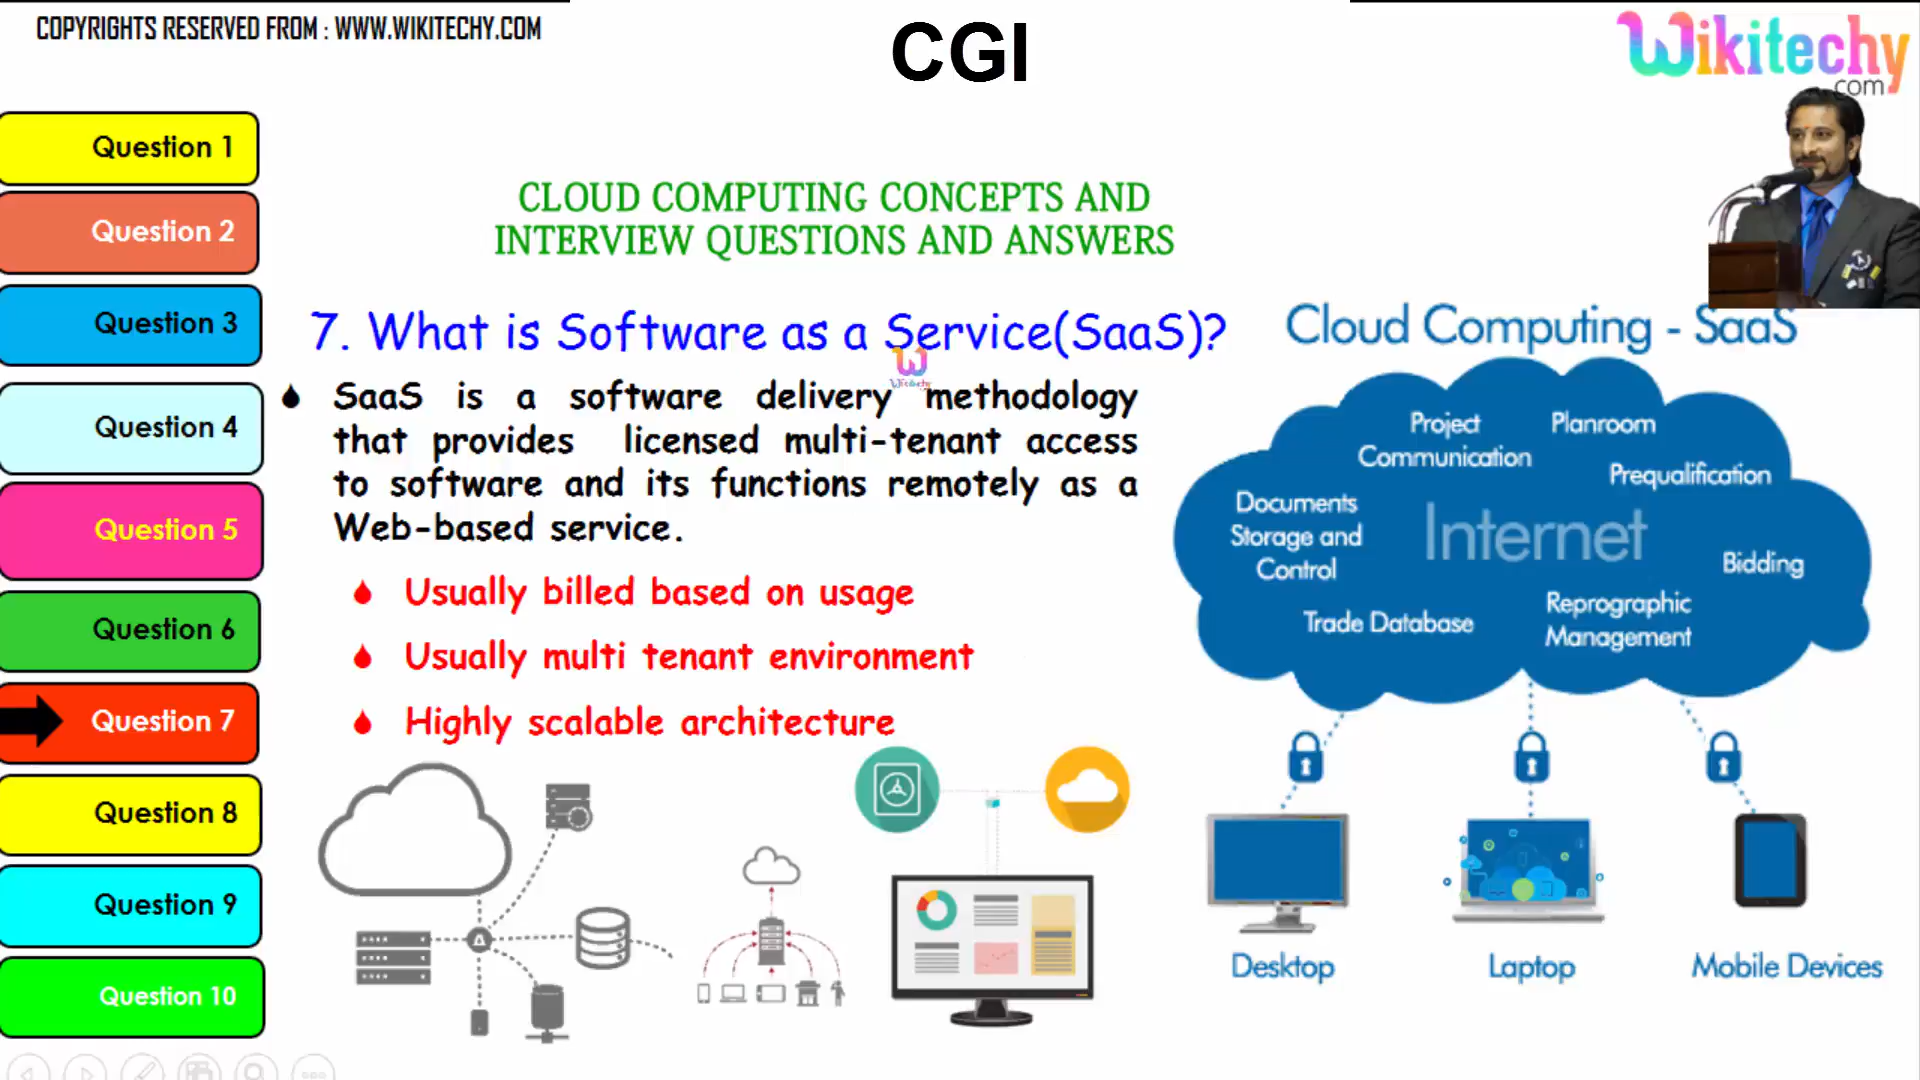 COPYRIGHTS RESERVED FROM : WWW.WIKITECHY.COM
CGI
Wikitechy
.com
Question 1
Question 2
Question 3
Question 4
Question 5
Question 6
Question 7
Question 8
Question 9
Question 10
CLOUD COMPUTING CONCEPTS AND
INTERVIEW QUESTIONS AND ANSWERS
7. What is Software as a Service(SaaS)?
W
Wikitechy
SaaS is a software delivery methodology
that provides licensed multi-tenant access
to software and its functions remotely as a
Web-based service.
Usually billed based on usage
Usually multi tenant environment
Highly scalable architecture
Cloud Computing - SaaS
Project
Communication
Planroom
Prequalification
Documents
Storage and
Control
Internet
Bidding
Trade Database
Reprographic
Management
Desktop
Laptop
Mobile Devices